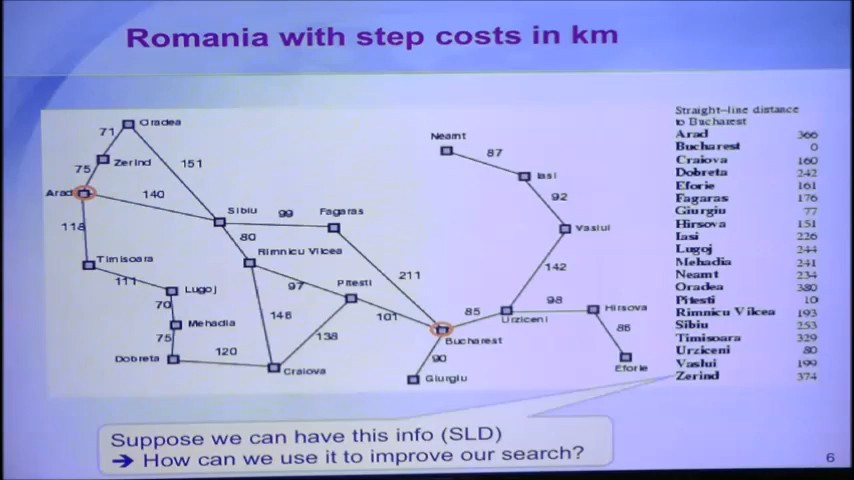 Romania with step costs in km
Straight-line distance
to Bucharest
Arad 366
Bucharest 0
Craiova 160
Dobreta 242
Eforie 161
Fagaras 176
Giurgiu 77
Hirsova 151
Iasi 226
Lugoj 244
Mehadia 241
Neamt 234
Oradea 380
Pitesti 10
Rimnicu Vilcea 193
Sibiu 253
Timisoara 329
Urziceni 80
Vaslui 199
Zerind 374
Oradea
71
Neamt
87
Zerind
151
75
Iasi
Arad
140
92
Sibiu
99
Fagaras
118
80
Vaslui
Rimnicu Vilcea
Timisoara
142
111
211
Lugoj
97
Pitesti
70
98
146
101
85
Hirsova
Mehadia
Urziceni
75
138
86
Bucharest
Dobreta
120
90
Craiova
Giurgiu
Eforie
Suppose we can have this info (SLD)
➔ How can we use it to improve our search?
6